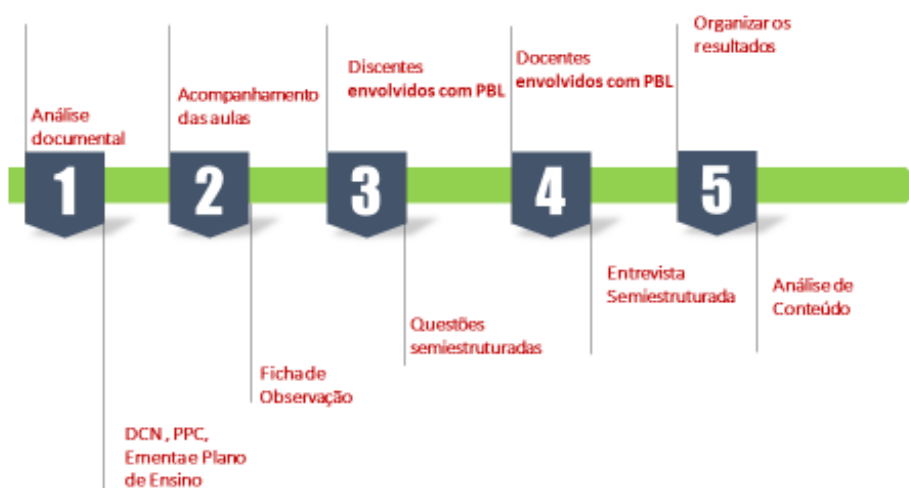 Análise
documental
1
DCN , PPC,
Ementa e Plano
de Ensino
Acompanhamento
das aulas
2
Ficha de
Observação
Discentes
envolvidos com PBL
3
Questões
semiestruturadas
Docentes
envolvidos com PBL
4
Entrevista
Semiestruturada
Organizar os
resultados
5
Análise de
Conteúdo